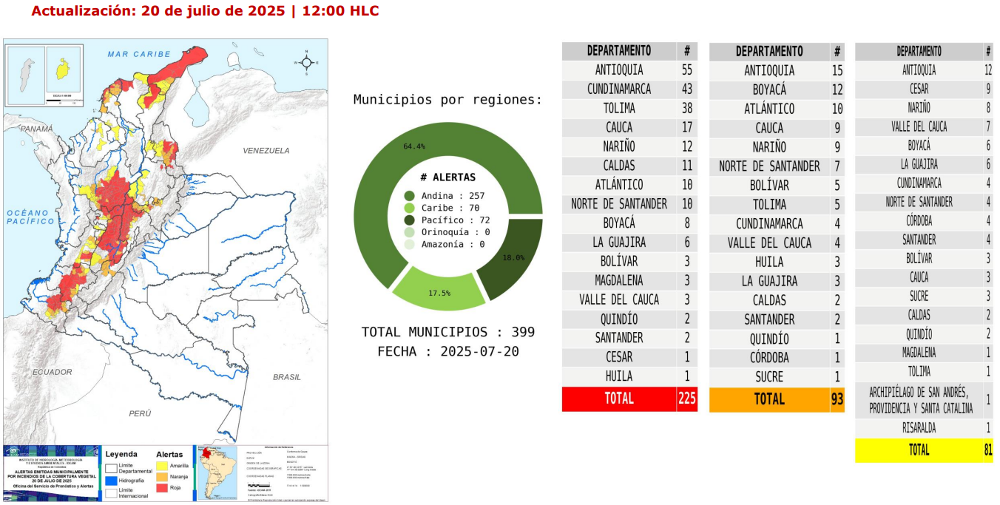 Actualización: 20 de julio de 2025 | 12:00 HLC
MAR CARIBE
N
W
E
S
PANAMÁ
VENEZUELA
OCÉANO
PACÍFICO
ECUADOR
BRASIL
PERÚ
INSTITUTO DE HIDROLOGÍA, METEOROLOGÍA
Y ESTUDIOS AMBIENTALES - IDEAM
República de Colombia
ALERTAS EMITIDAS MUNICIPALMENTE
POR INCENDIOS DE LA COBERTURA VEGETAL
20 DE JULIO DE 2025
Oficina del Servicio de Pronóstico y Alertas
Leyenda
Límite
Departamental
Hidrografía
Límite
Internacional
Alertas
Amarilla
Naranja
Roja
Municipios por regiones:
64.4%
# ALERTAS
Andina : 257
Caribe : 70
Pacífico : 72
Orinoquía : 0
Amazonía : 0
18.0%
17.5%
TOTAL MUNICIPIOS : 399
FECHA : 2025-07-20
DEPARTAMENTO #
ANTIOQUIA 55
CUNDINAMARCA 43
TOLIMA 38
CAUCA 17
NARIÑO 12
CALDAS 11
ATLÁNTICO 10
NORTE DE SANTANDER 10
BOYACÁ 8
LA GUAJIRA 6
BOLÍVAR 3
MAGDALENA 3
VALLE DEL CAUCA 3
QUINDÍO 2
SANTANDER 2
CESAR 1
HUILA 1
TOTAL 225
DEPARTAMENTO #
ANTIOQUIA 15
BOYACÁ 12
ATLÁNTICO 10
CAUCA 9
NARIÑO 9
NORTE DE SANTANDER 7
BOLÍVAR 5
TOLIMA 5
CUNDINAMARCA 4
VALLE DEL CAUCA 4
HUILA 3
LA GUAJIRA 3
CALDAS 2
SANTANDER 2
QUINDÍO 1
CÓRDOBA 1
SUCRE 1
TOTAL 93
DEPARTAMENTO #
ANTIOQUIA 12
CESAR 9
NARIÑO 8
VALLE DEL CAUCA 7
BOYACÁ 6
LA GUAJIRA 6
CUNDINAMARCA 4
NORTE DE SANTANDER 4
CÓRDOBA 4
SANTANDER 4
BOLÍVAR 3
CAUCA 3
SUCRE 3
CALDAS 2
QUINDÍO 2
MAGDALENA 1
TOLIMA 1
ARCHIPIÉLAGO DE SAN ANDRÉS,
PROVIDENCIA Y SANTA CATALINA 1
RISARALDA 1
TOTAL 81